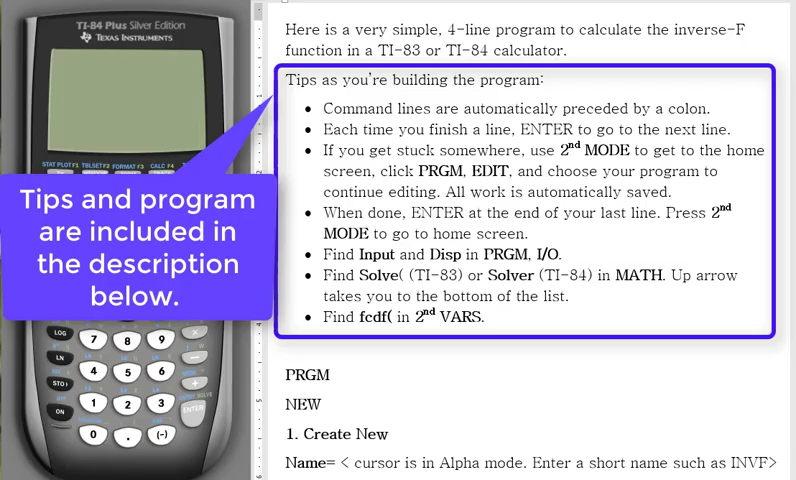 TI-84 Plus Silver Edition
TEXAS INSTRUMENTS
STAT PLOT F1 TBLSET F2 FORMAT F3 CALC F4
Tips and program
are included in
the description
below.
LOG
7 8 9
LN
4 5 6
STO
1 2 3
ON
0 . (−)
ENTER
Here is a very simple, 4-line program to calculate the inverse-F
function in a TI-83 or TI-84 calculator.
Tips as you're building the program:
• Command lines are automatically preceded by a colon.
• Each time you finish a line, ENTER to go to the next line.
• If you get stuck somewhere, use 2nd MODE to get to the home
screen, click PRGM, EDIT, and choose your program to
continue editing. All work is automatically saved.
• When done, ENTER at the end of your last line. Press 2nd
MODE to go to home screen.
• Find Input and Disp in PRGM, I/O.
• Find Solve( (TI-83) or Solver (TI-84) in MATH. Up arrow
takes you to the bottom of the list.
• Find fcdf( in 2nd VARS.
PRGM
NEW
1. Create New
Name= < cursor is in Alpha mode. Enter a short name such as INVF>